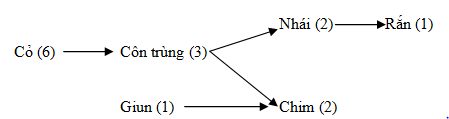 Nhái (2) Rắn (1)
Cỏ (6) Côn trùng (3)
Giun (1) Chim (2)
.